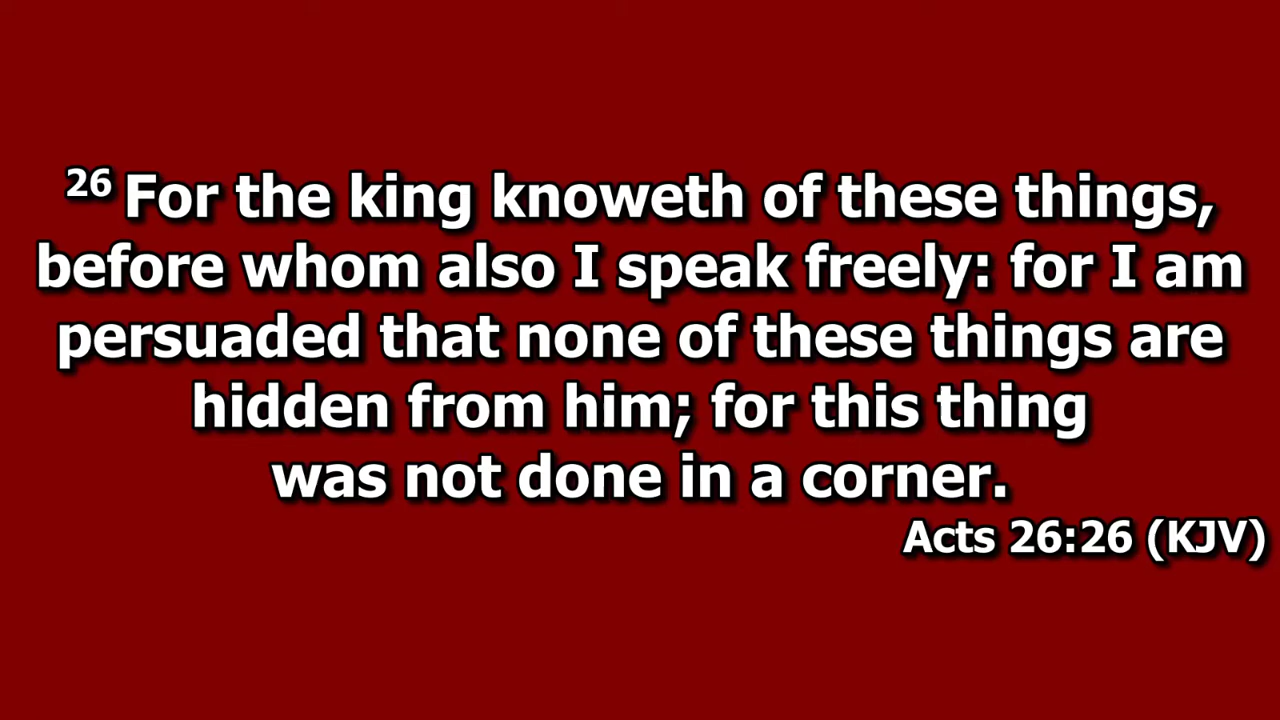 26 For the king knoweth of these things,
before whom also I speak freely: for I am
persuaded that none of these things are
hidden from him; for this thing
was not done in a corner.
Acts 26:26 (KJV)